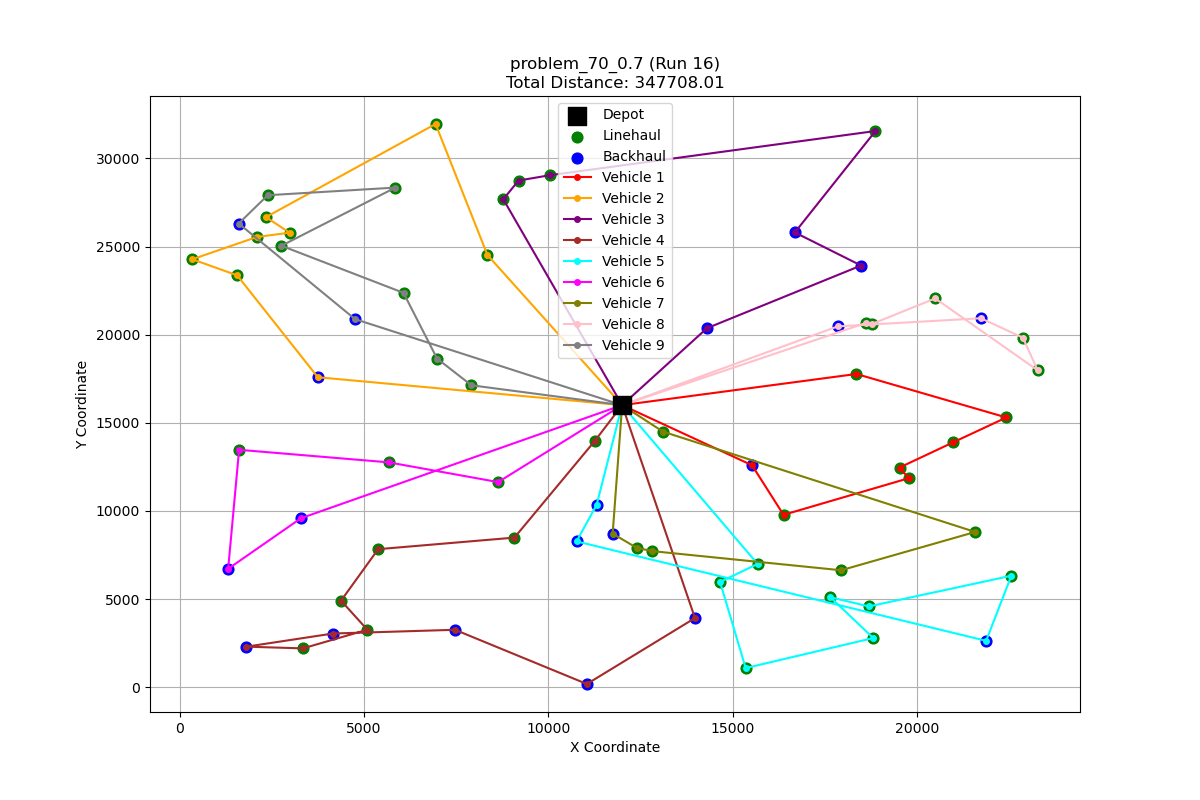 problem_70_0.7 (Run 16)
Total Distance: 347708.01
Depot
Linehaul
Backhaul
Vehicle 1
Vehicle 2
Vehicle 3
Vehicle 4
Vehicle 5
Vehicle 6
Vehicle 7
Vehicle 8
Vehicle 9
Y Coordinate
30000
25000
20000
15000
10000
5000
0
0 5000 10000 15000 20000
X Coordinate